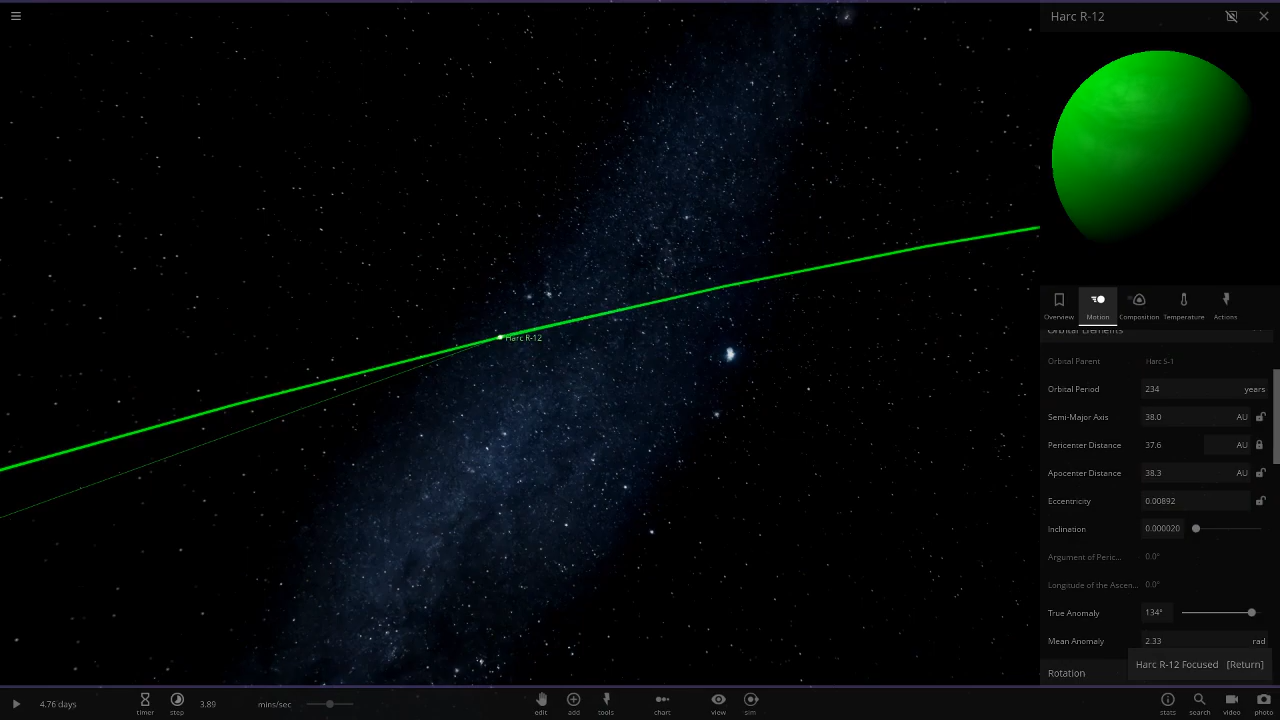 Harc R-12
Harc R-12
Overview Motion Composition Temperature Actions
Orbital Elements
Orbital Parent Harc S-1
Orbital Period 234 years
Semi-Major Axis 38.0 AU
Pericenter Distance 37.6 AU
Apocenter Distance 38.3 AU
Eccentricity 0.00892
Inclination 0.000020
Argument of Peric... 0.0°
Longitude of the Ascen... 0.0°
True Anomaly 134°
Mean Anomaly 2.33 rad
Harc R-12 Focused [Return]
Rotation
4.76 days timer step 3.89 mins/sec edit add tools chart view sim stats search video photo